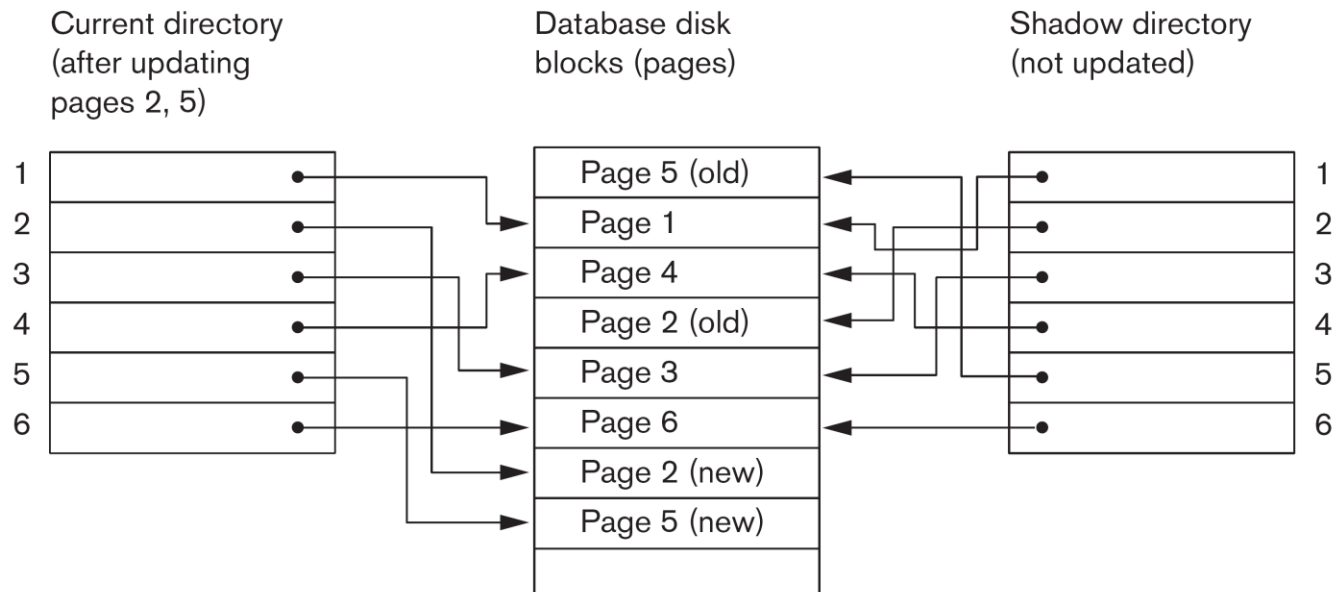 Current directory
(after updating
pages 2, 5)
Database disk
blocks (pages)
Shadow directory
(not updated)
1
2
3
4
5
6
Page 5 (old)
Page 1
Page 4
Page 2 (old)
Page 3
Page 6
Page 2 (new)
Page 5 (new)
1
2
3
4
5
6